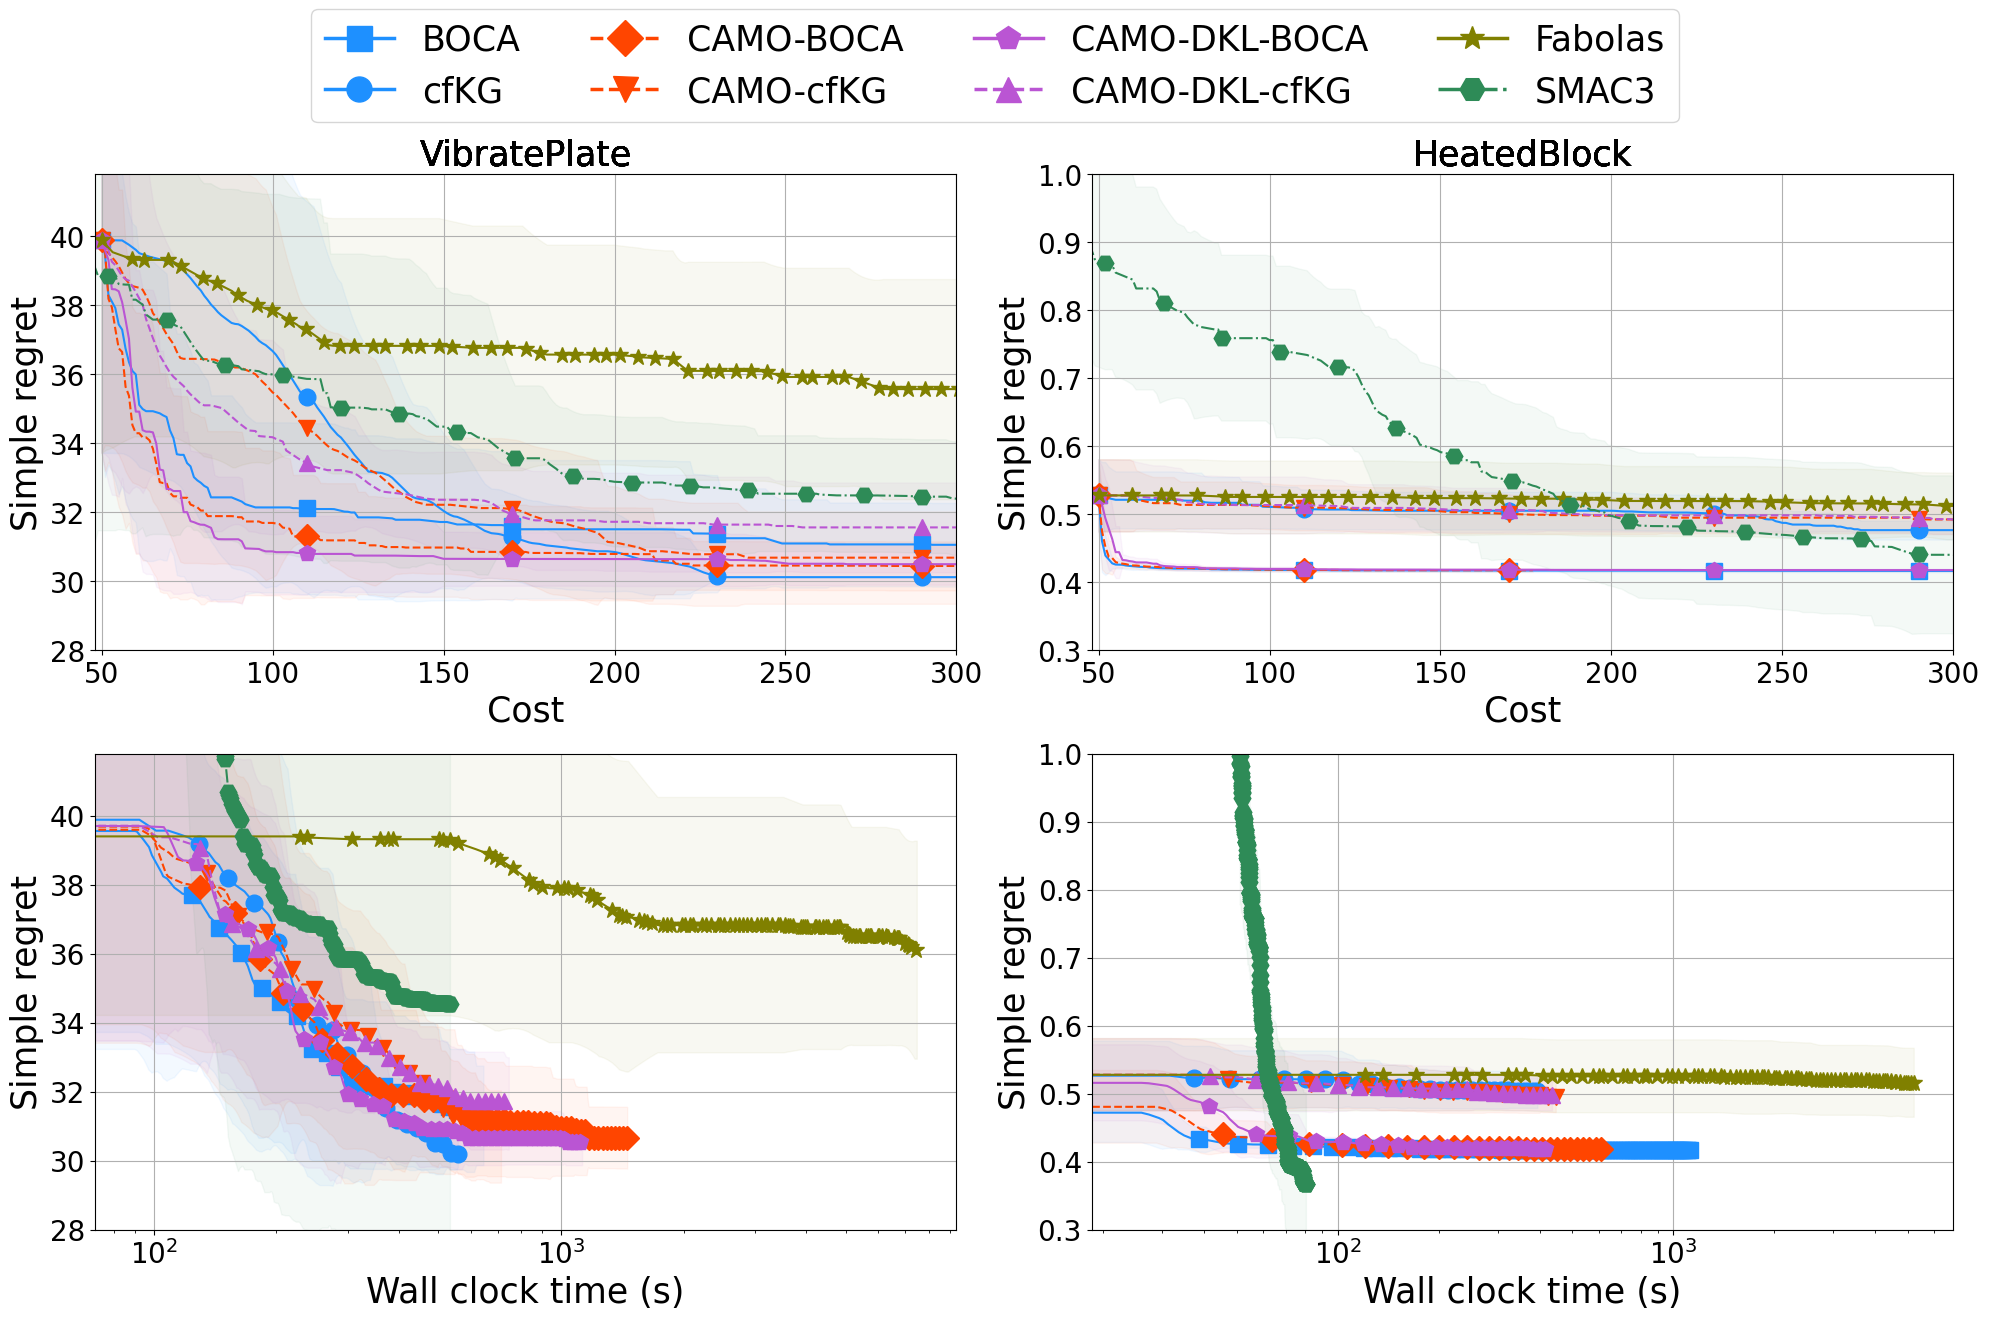 BOCA CAMO-BOCA CAMO-DKL-BOCA Fabolas
cfKG CAMO-cfKG CAMO-DKL-cfKG SMAC3
VibratePlate
40
38
36
34
32
30
28
Simple regret
50 100 150 200 250 300
Cost
HeatedBlock
1.0
0.9
0.8
0.7
0.6
0.5
0.4
0.3
Simple regret
50 100 150 200 250 300
Cost
40
38
36
34
32
30
28
Simple regret
10² 10³
Wall clock time (s)
1.0
0.9
0.8
0.7
0.6
0.5
0.4
0.3
Simple regret
10² 10³
Wall clock time (s)